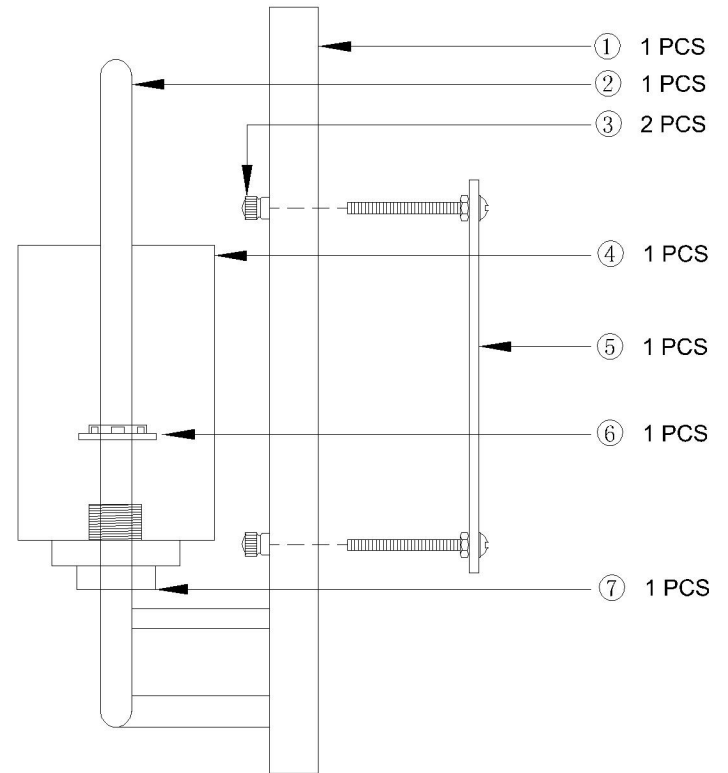 ① 1 PCS
② 1 PCS
③ 2 PCS
④ 1 PCS
⑤ 1 PCS
⑥ 1 PCS
⑦ 1 PCS